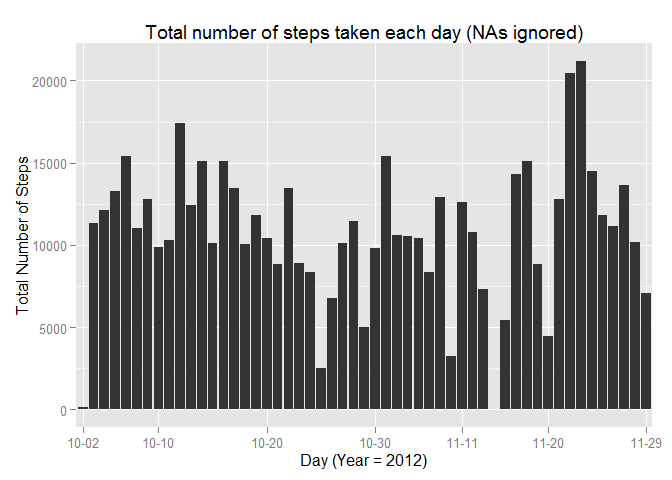 Total number of steps taken each day (NAs ignored)
Total Number of Steps
20000
15000
10000
5000
0
10-02 10-10 10-20 10-30 11-11 11-20 11-29
Day (Year = 2012)